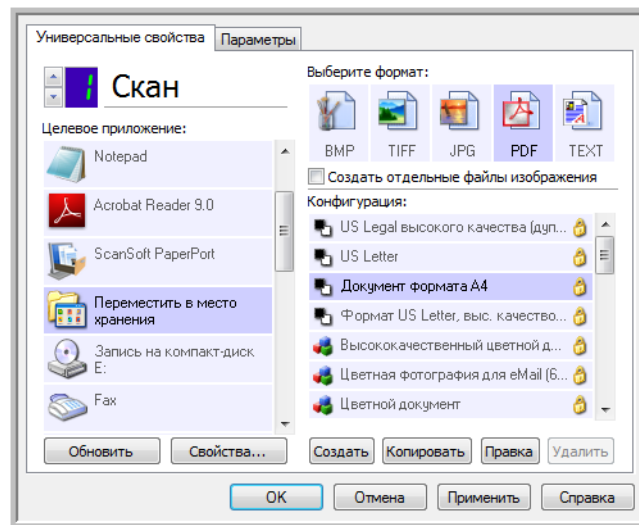 Универсальные свойства Параметры
1 Скан
Целевое приложение:
Notepad
Acrobat Reader 9.0
ScanSoft PaperPort
Переместить в место
хранения
Запись на компакт-диск
E:
Fax
Обновить Свойства...
Выберите формат:
BMP TIFF JPG PDF TEXT
Создать отдельные файлы изображения
Конфигурация:
US Legal высокого качества (дуп...
US Letter
Документ формата A4
Формат US Letter, выс. качество...
Высококачественный цветной д...
Цветная фотография для eMail (6...
Цветной документ
Создать Копировать Правка Удалить
OK Отмена Применить Справка